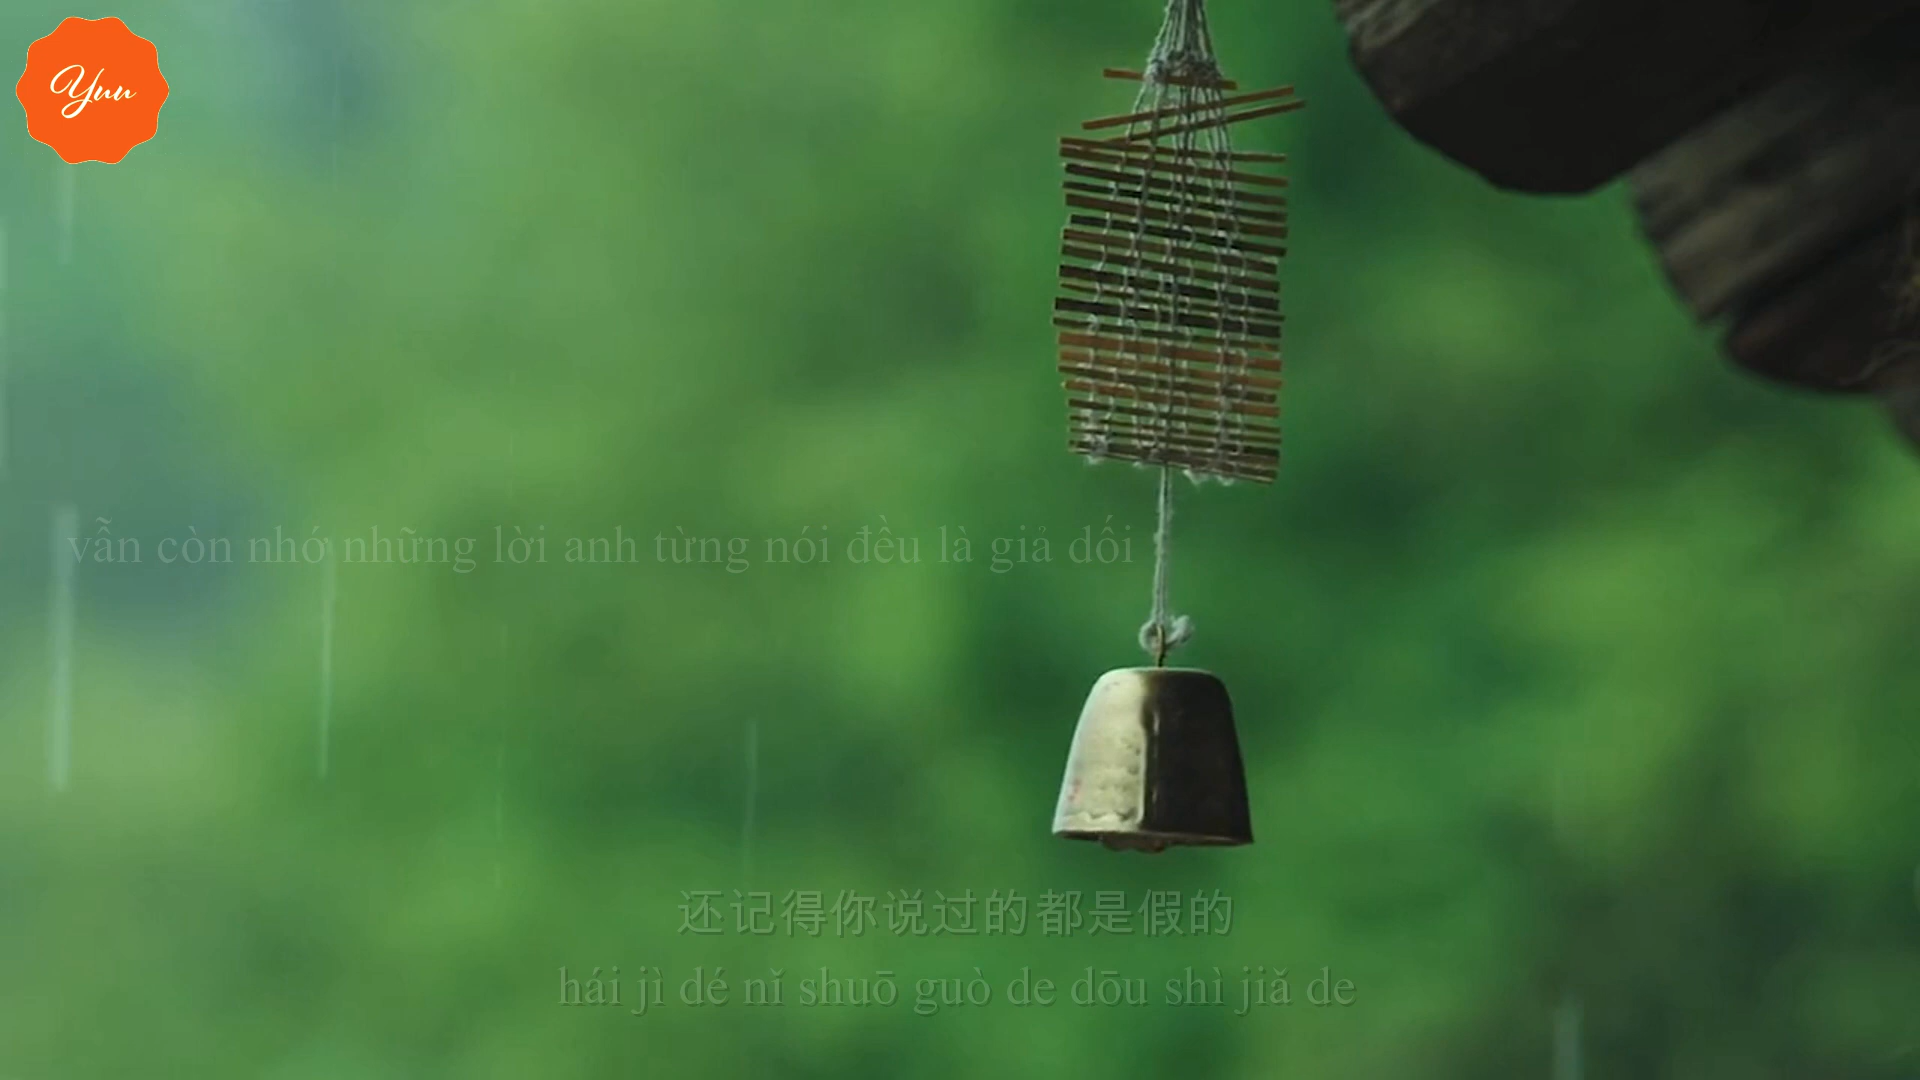 Yuu
vẫn còn nhớ những lời anh từng nói đều là giả dối
还记得你说过的都是假的
hái jì dé nǐ shuō guò de dōu shì jiǎ de